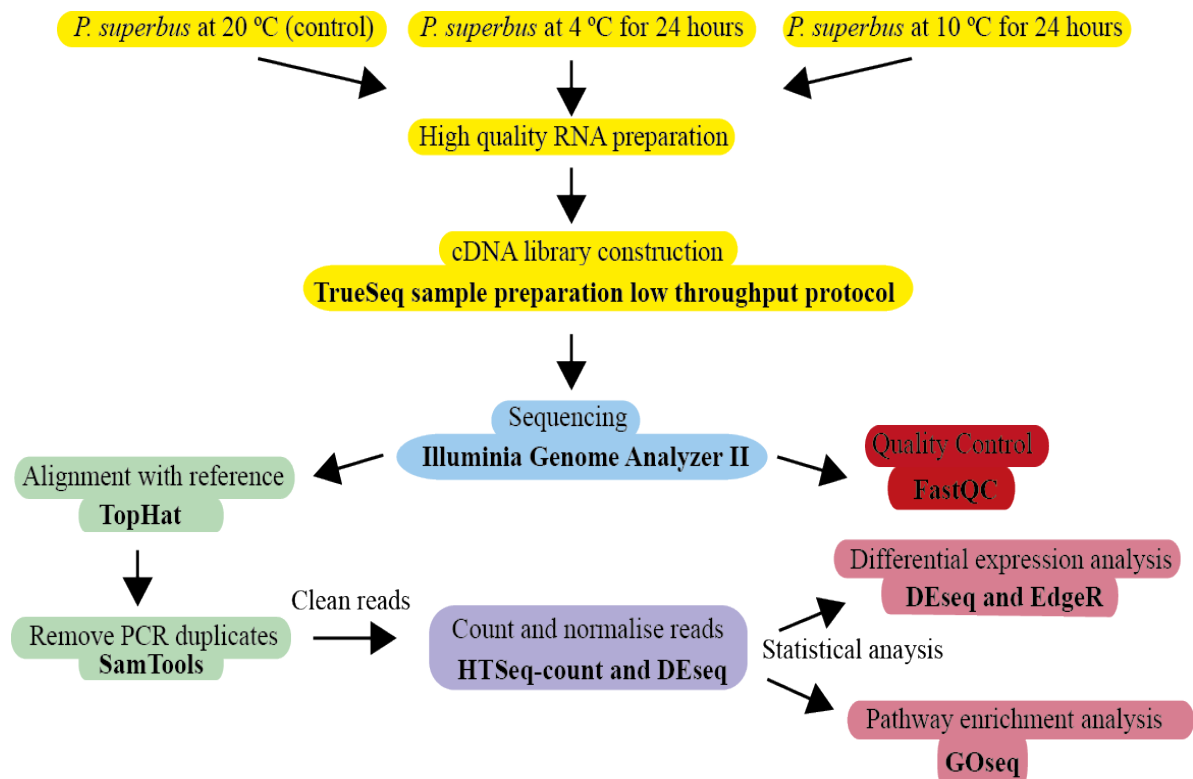 P. superbus at 20 ºC (control)
P. superbus at 4 ºC for 24 hours
P. superbus at 10 ºC for 24 hours
High quality RNA preparation
cDNA library construction
TrueSeq sample preparation low throughput protocol
Sequencing
Illuminia Genome Analyzer II
Quality Control
FastQC
Alignment with reference
TopHat
Remove PCR duplicates
SamTools
Clean reads
Count and normalise reads
HTSeq-count and DEseq
Statistical anaysis
Differential expression analysis
DEseq and EdgeR
Pathway enrichment analysis
GOseq